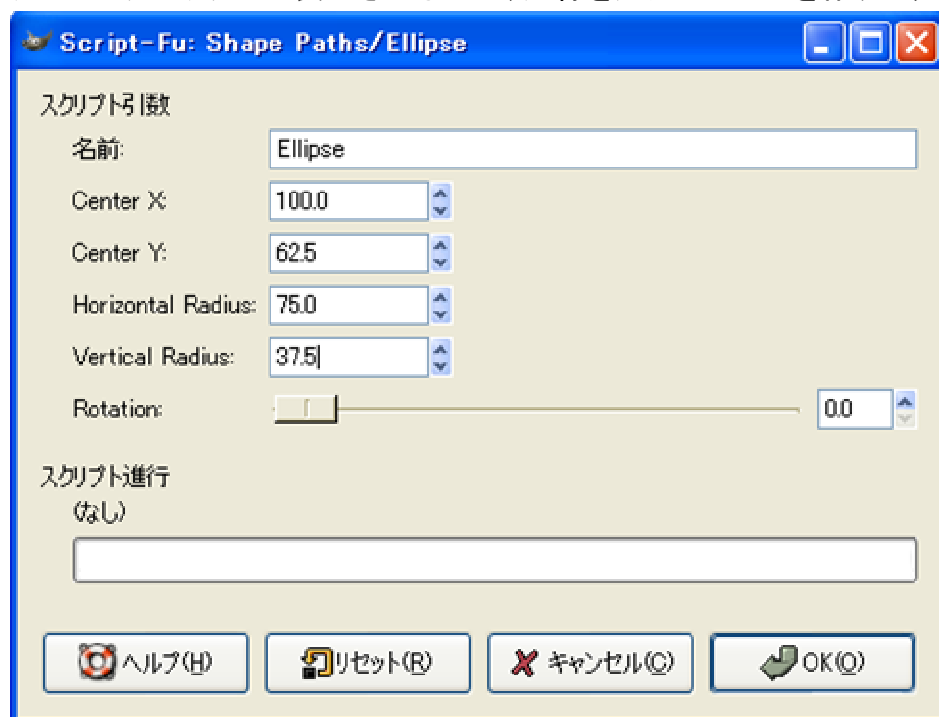 Script-Fu: Shape Paths/Ellipse
スクリプト引数
名前: Ellipse
Center X: 100.0
Center Y: 62.5
Horizontal Radius: 75.0
Vertical Radius: 37.5
Rotation: 0.0
スクリプト進行
(なし)
ヘルプ(H) リセット(R) キャンセル(C) OK(O)